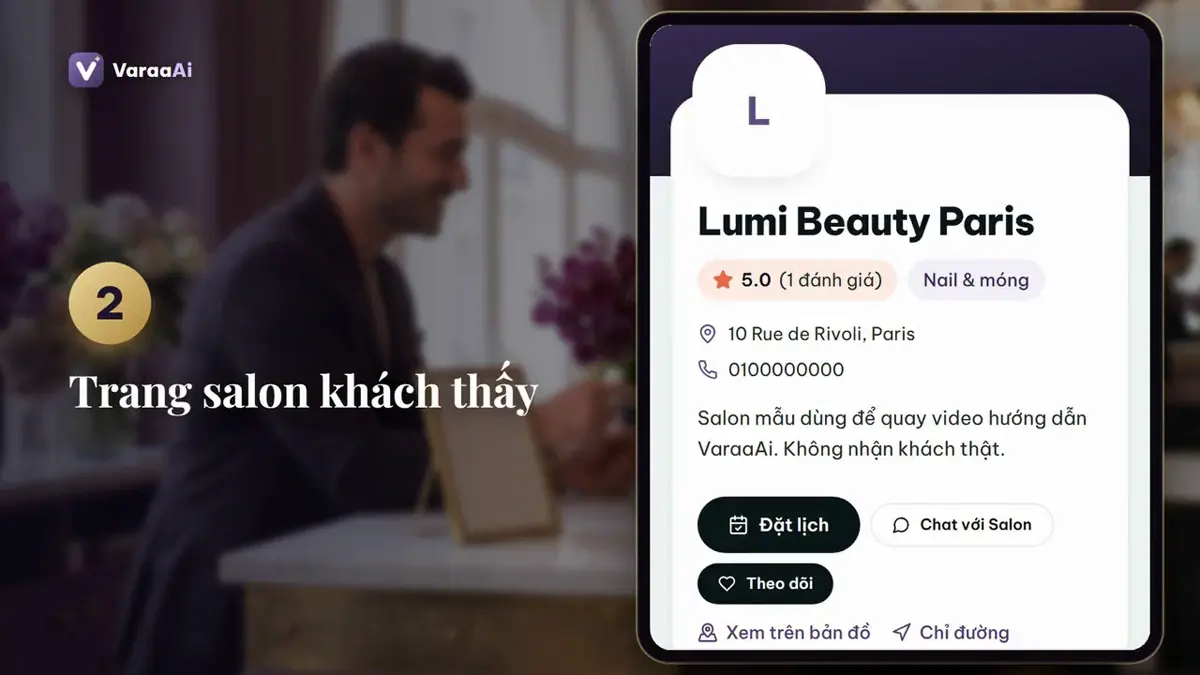 VaraaAi
2
Trang salon khách thấy
L
Lumi Beauty Paris
5.0 (1 đánh giá)
Nail & móng
10 Rue de Rivoli, Paris
0100000000
Salon mẫu dùng để quay video hướng dẫn
VaraaAi. Không nhận khách thật.
Đặt lịch
Chat với Salon
Theo dõi
Xem trên bản đồ
Chỉ đường